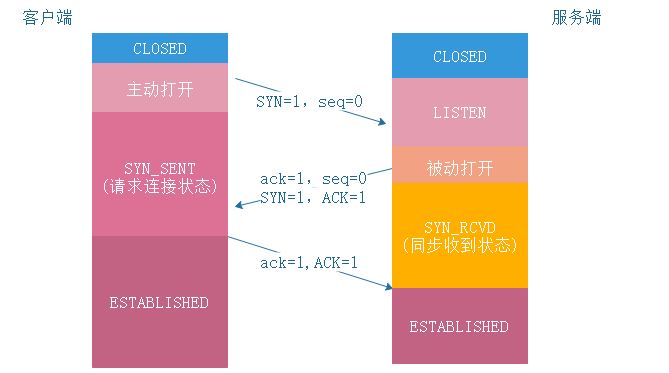 客户端
服务端
CLOSED
CLOSED
主动打开
SYN=1，seq=0
LISTEN
SYN_SENT
(请求连接状态)
ack=1，seq=0
SYN=1，ACK=1
被动打开
SYN_RCVD
(同步收到状态)
ack=1,ACK=1
ESTABLISHED
ESTABLISHED